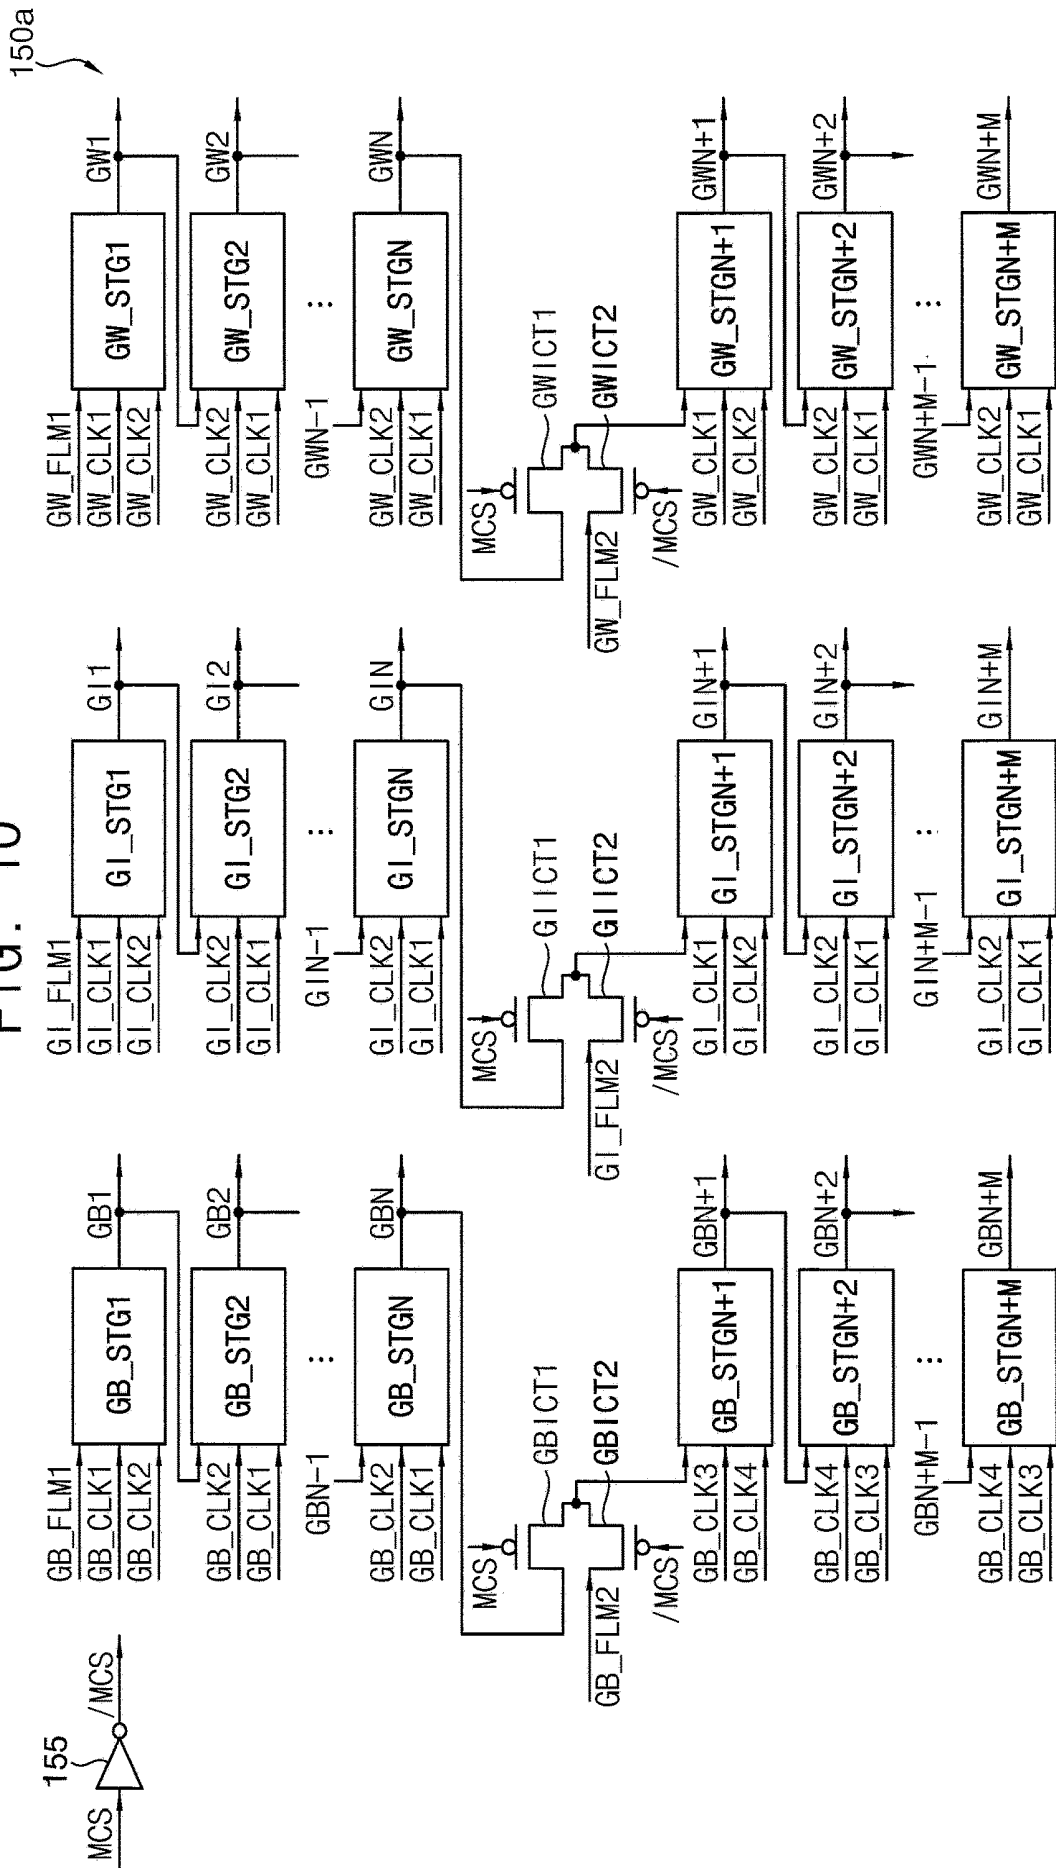 FIG. 10
150a
MCS
155
/MCS
GB_FLM1
GB_CLK1
GB_CLK2
GB_STG1
GB1
GB_CLK2
GB_CLK1
GB_STG2
GB2
GBN-1
GB_CLK2
GB_CLK1
GB_STGN
GBN
MCS
GBICT1
GBICT2
GB_FLM2
/MCS
GB_CLK3
GB_CLK4
GB_STGN+1
GBN+1
GB_CLK4
GB_CLK3
GB_STGN+2
GBN+2
GBN+M-1
GB_CLK4
GB_CLK3
GB_STGN+M
GBN+M
GI_FLM1
GI_CLK1
GI_CLK2
GI_STG1
GI1
GI_CLK2
GI_CLK1
GI_STG2
GI2
GIN-1
GI_CLK2
GI_CLK1
GI_STGN
GIN
MCS
GIICT1
GIICT2
GI_FLM2
/MCS
GI_CLK1
GI_CLK2
GI_STGN+1
GIN+1
GI_CLK2
GI_CLK1
GI_STGN+2
GIN+2
GIN+M-1
GI_CLK2
GI_CLK1
GI_STGN+M
GIN+M
GW_FLM1
GW_CLK1
GW_CLK2
GW_STG1
GW1
GW_CLK2
GW_CLK1
GW_STG2
GW2
GWN-1
GW_CLK2
GW_CLK1
GW_STGN
GWN
MCS
GWICT1
GWICT2
GW_FLM2
/MCS
GW_CLK1
GW_CLK2
GW_STGN+1
GWN+1
GW_CLK2
GW_CLK1
GW_STGN+2
GWN+2
GWN+M-1
GW_CLK2
GW_CLK1
GW_STGN+M
GWN+M